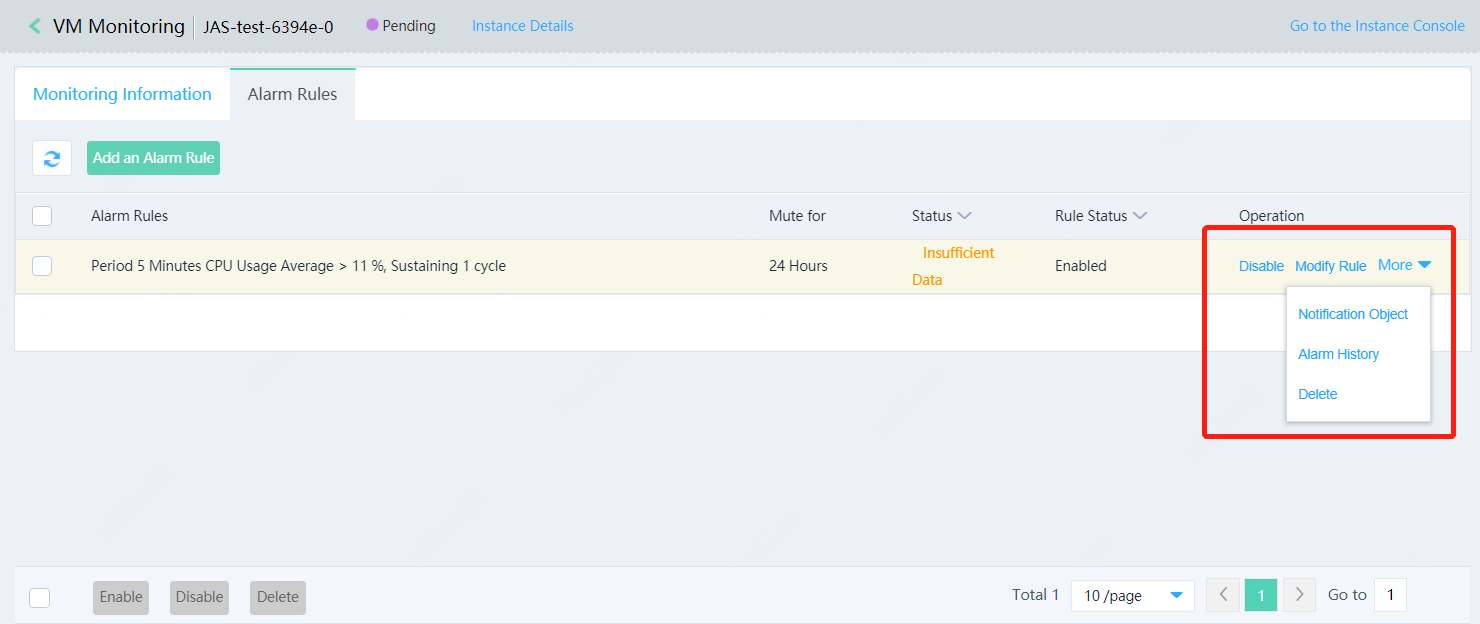 VM Monitoring JAS-test-6394e-0 Pending Instance Details Go to the Instance Console
Monitoring Information Alarm Rules
Add an Alarm Rule
Alarm Rules Mute for Status Rule Status Operation
Period 5 Minutes CPU Usage Average > 11 %, Sustaining 1 cycle 24 Hours Insufficient Data Enabled Disable Modify Rule More
Notification Object
Alarm History
Delete
Enable Disable Delete Total 1 10 /page 1 Go to 1